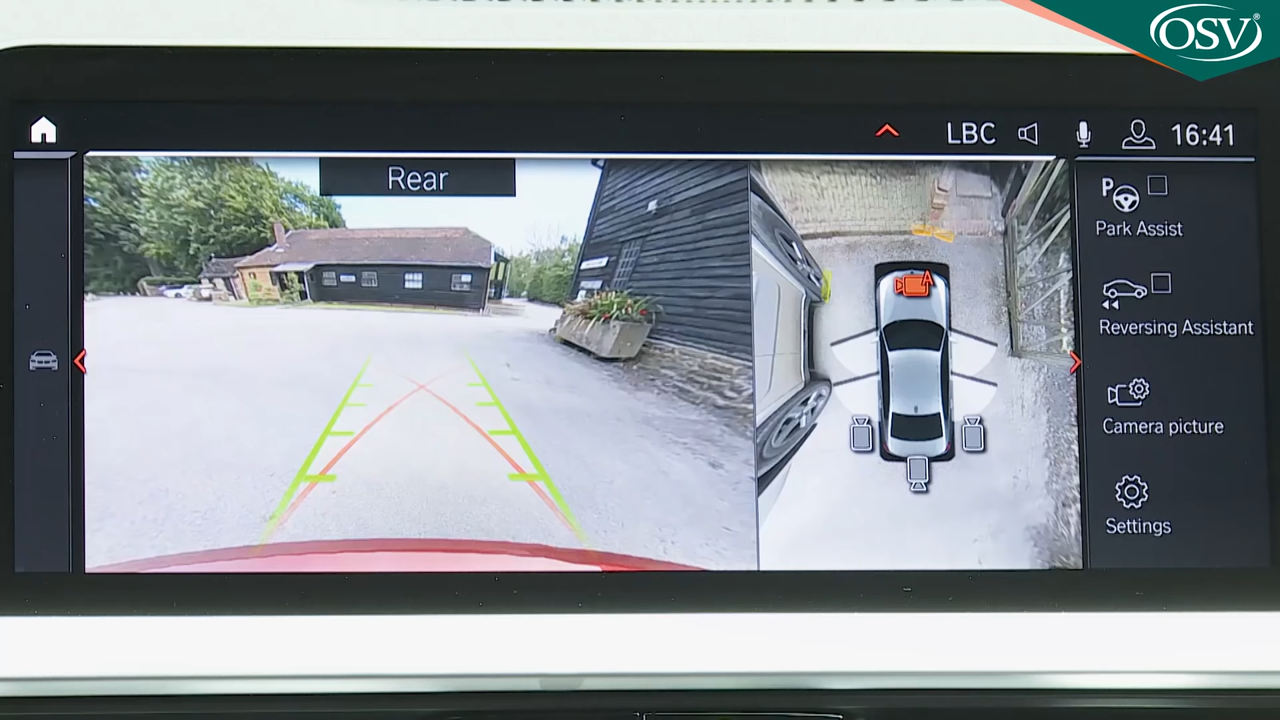 OSV®
LBC
16:41
Rear
P
Park Assist
Reversing Assistant
Camera picture
Settings